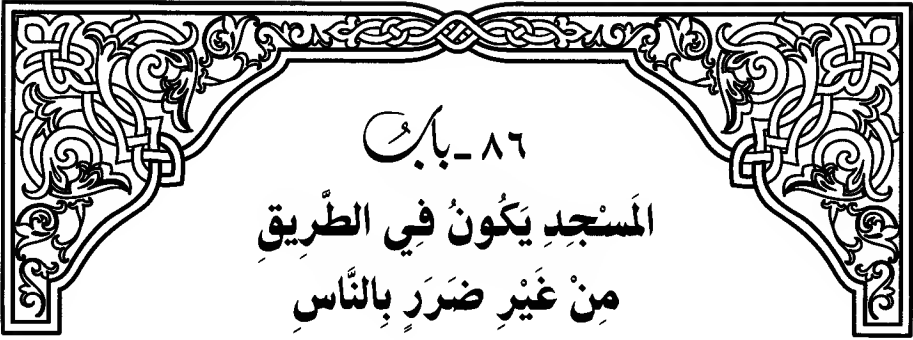 ٨٦ - بابُ
المَسْجِدِ يَكُونُ فِي الطَّرِيقِ
مِنْ غَيْرِ ضَرَرٍ بِالنَّاسِ